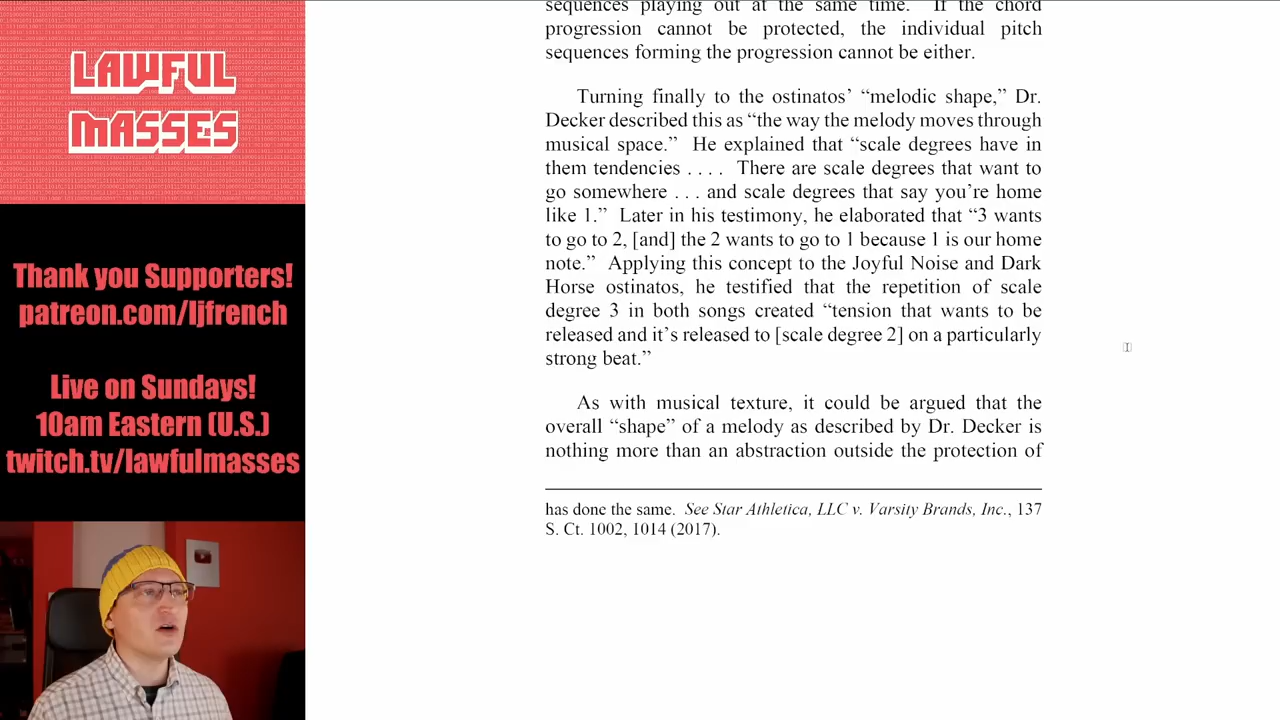 LAWFUL
MASSES
Thank you Supporters!
patreon.com/ljfrench
Live on Sundays!
10am Eastern (U.S.)
twitch.tv/lawfulmasses
sequences playing out at the same time. If the chord
progression cannot be protected, the individual pitch
sequences forming the progression cannot be either.
Turning finally to the ostinatos’ “melodic shape,” Dr.
Decker described this as “the way the melody moves through
musical space.” He explained that “scale degrees have in
them tendencies . . . . There are scale degrees that want to
go somewhere . . . and scale degrees that say you’re home
like 1.” Later in his testimony, he elaborated that “3 wants
to go to 2, [and] the 2 wants to go to 1 because 1 is our home
note.” Applying this concept to the Joyful Noise and Dark
Horse ostinatos, he testified that the repetition of scale
degree 3 in both songs created “tension that wants to be
released and it’s released to [scale degree 2] on a particularly
strong beat.”
As with musical texture, it could be argued that the
overall “shape” of a melody as described by Dr. Decker is
nothing more than an abstraction outside the protection of
has done the same. See Star Athletica, LLC v. Varsity Brands, Inc., 137
S. Ct. 1002, 1014 (2017).